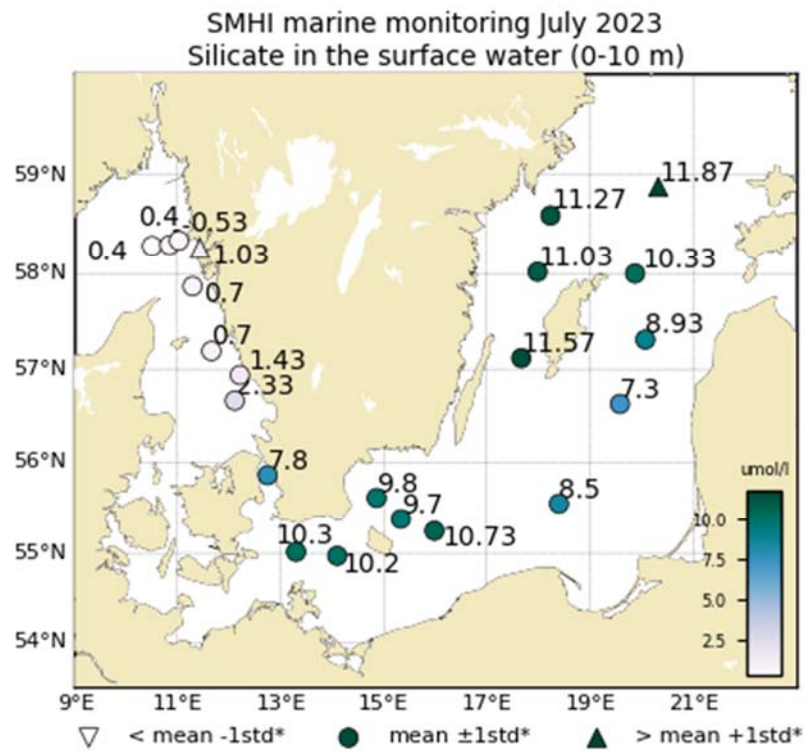 SMHI marine monitoring July 2023
Silicate in the surface water (0-10 m)
59°N
58°N
57°N
56°N
55°N
54°N
11.87
11.27
0.4
0.53
0.4
1.03
11.03
10.33
0.7
8.93
0.7
11.57
1.43
2.33
7.3
7.8
9.8
8.5
9.7
10.3
10.73
10.2
umol/l
10.0
7.5
5.0
2.5
9°E 11°E 13°E 15°E 17°E 19°E 21°E
< mean -1std* mean ±1std* > mean +1std*